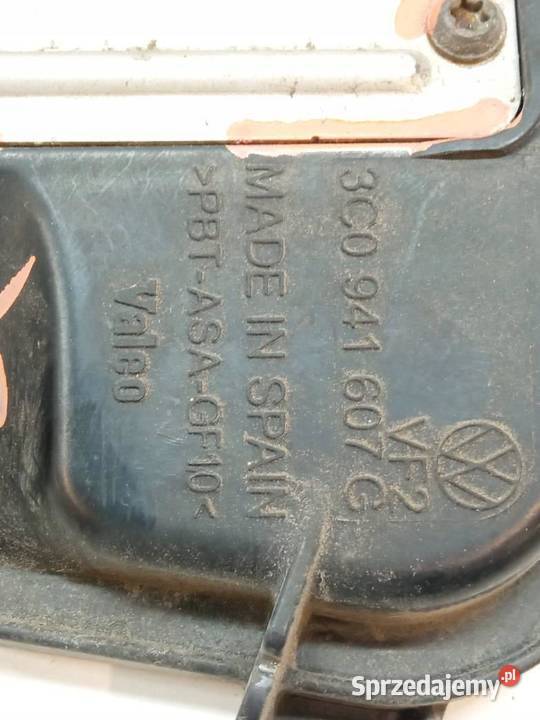 3C0 941 607 G
VF2
MADE IN SPAIN
>PBT-ASA-GF10<
Valeo
Sprzedajemy.pl